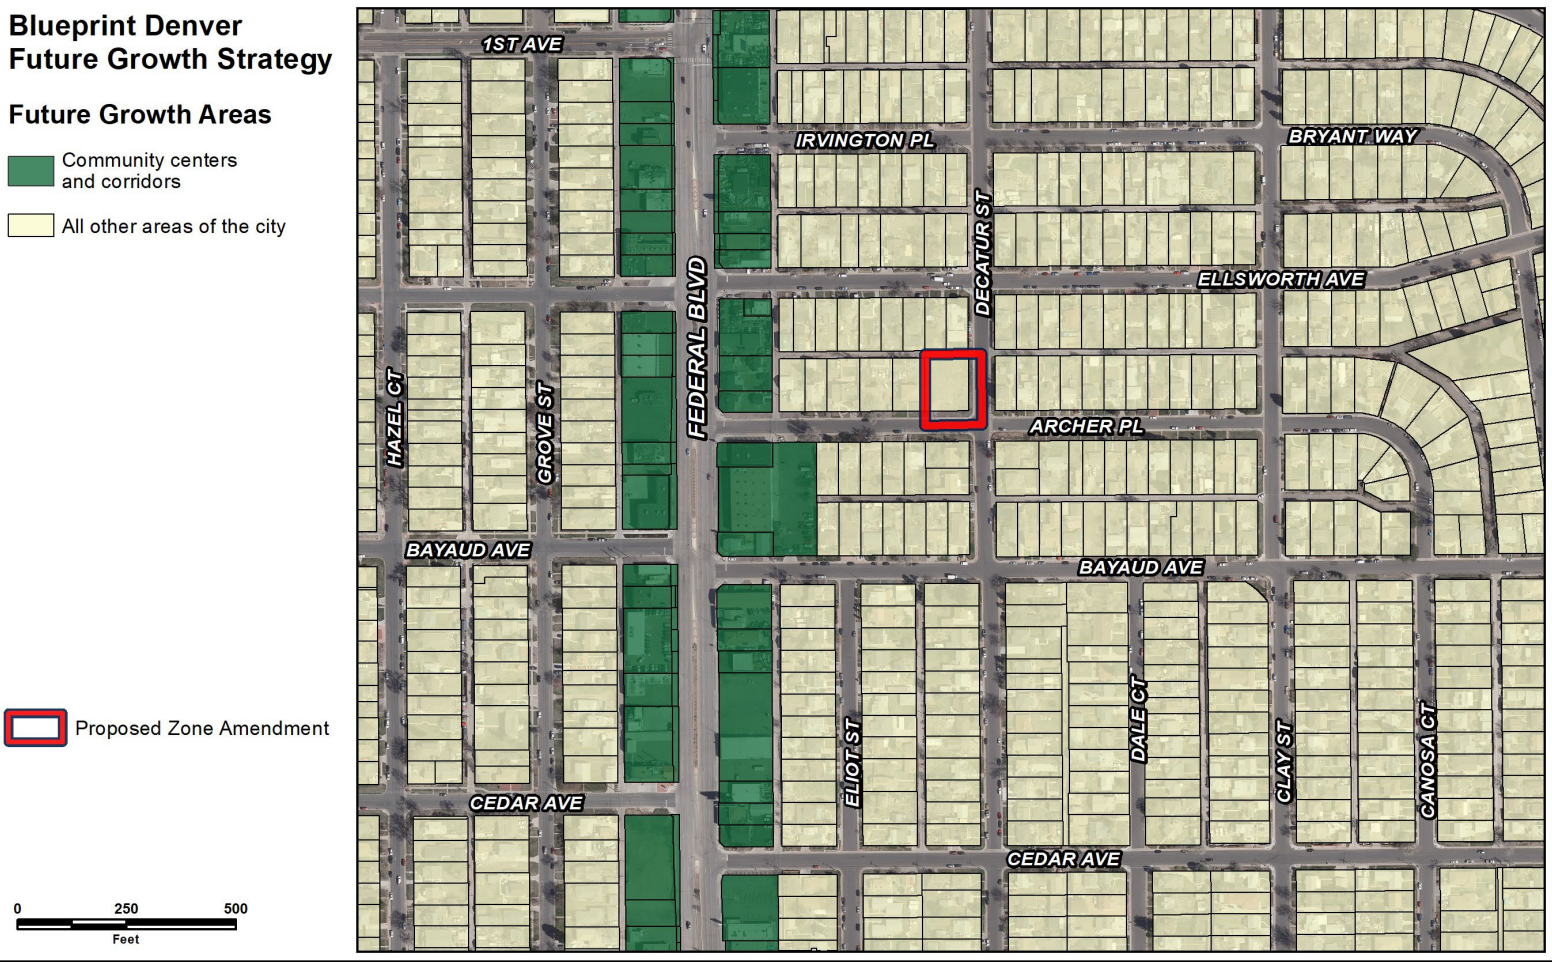 Blueprint Denver
Future Growth Strategy
Future Growth Areas
Community centers
and corridors
All other areas of the city
Proposed Zone Amendment
0 250 500
Feet
1ST AVE
IRVINGTON PL
BRYANT WAY
DECATUR ST
FEDERAL BLVD
ELLSWORTH AVE
HAZEL CT
GROVE ST
ARCHER PL
BAYAUD AVE
BAYAUD AVE
ELIOT ST
DALE CT
CLAY ST
CANOSA CT
CEDAR AVE
CEDAR AVE